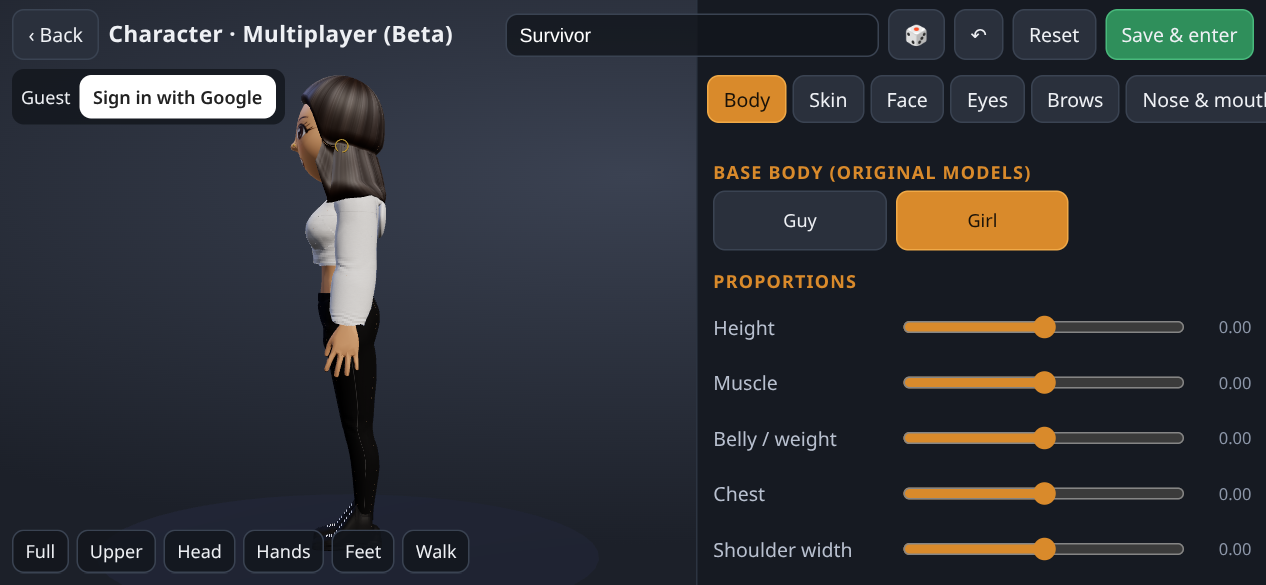 ‹ Back
Character · Multiplayer (Beta)
Survivor
Reset
Save & enter
Guest
Sign in with Google
Body
Skin
Face
Eyes
Brows
Nose & mouth
BASE BODY (ORIGINAL MODELS)
Guy
Girl
PROPORTIONS
Height 0.00
Muscle 0.00
Belly / weight 0.00
Chest 0.00
Shoulder width 0.00
Full
Upper
Head
Hands
Feet
Walk